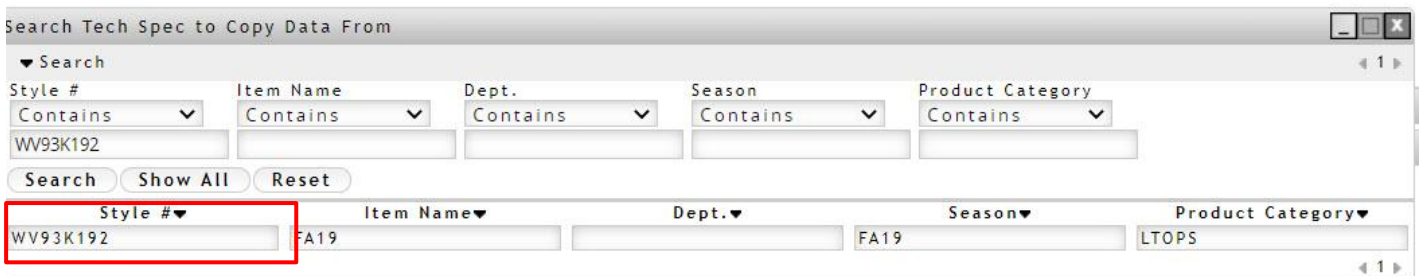 Search Tech Spec to Copy Data From
Search 1
Style # Item Name Dept. Season Product Category
Contains Contains Contains Contains Contains
WV93K192
Search Show All Reset
Style # Item Name Dept. Season Product Category
WV93K192 FA19 FA19 LTOPS
1